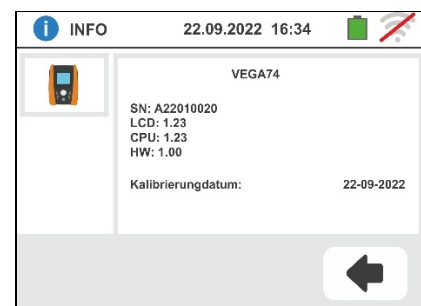 INFO 22.09.2022 16:34
VEGA74
SN: A22010020
LCD: 1.23
CPU: 1.23
HW: 1.00
Kalibrierungdatum: 22-09-2022